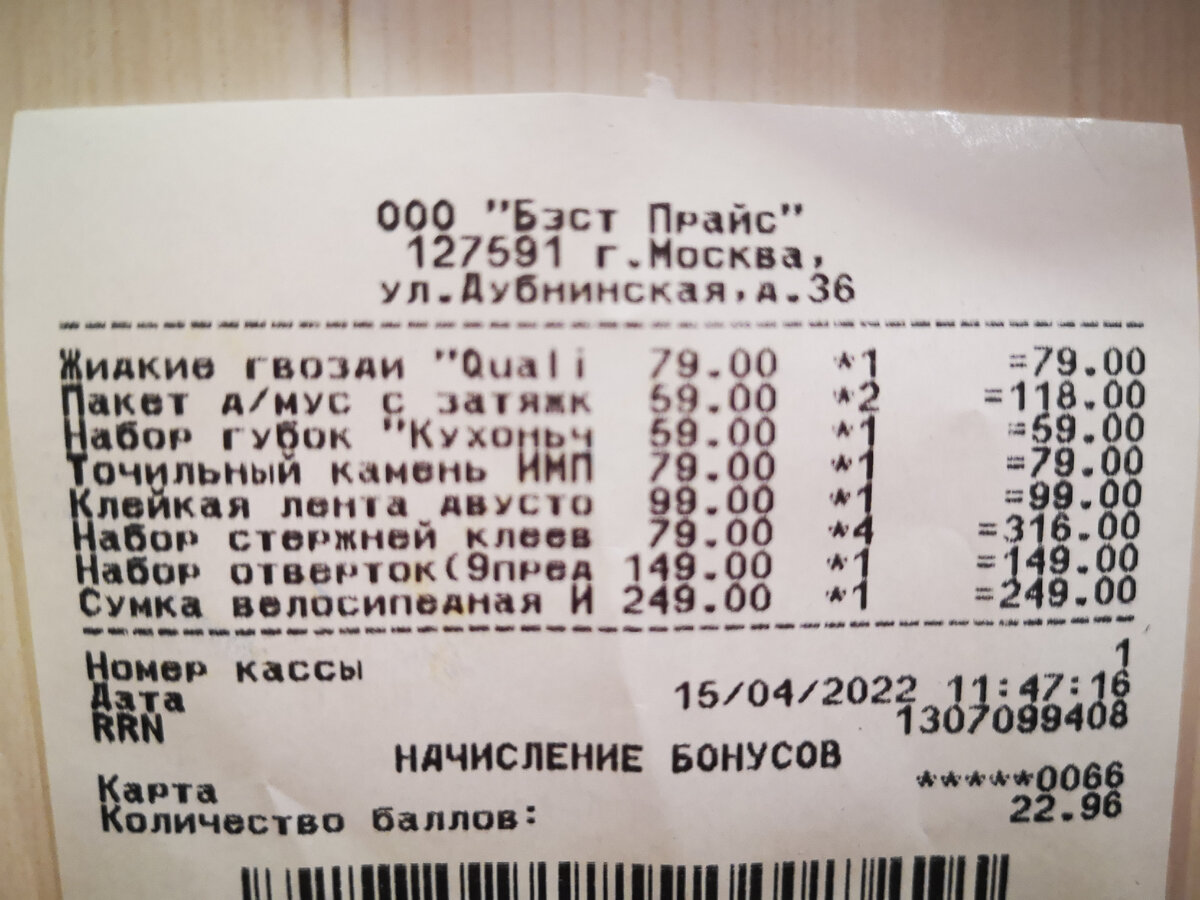 ООО "Бэст Прайс"
127591 г.Москва,
ул.Дубнинская,д.36
Жидкие гвозди "Quali 79.00 *1 =79.00
Пакет д/мус с затяжк 59.00 *2 =118.00
Набор губок "Кухоньч 59.00 *1 =59.00
Точильный камень ИМП 79.00 *1 =79.00
Клейкая лента двусто 99.00 *1 =99.00
Набор стержней клеев 79.00 *4 =316.00
Набор отверток(9пред 149.00 *1 =149.00
Сумка велосипедная И 249.00 *1 =249.00
Номер кассы 1
Дата 15/04/2022 11:47:16
RRN 1307099408
НАЧИСЛЕНИЕ БОНУСОВ
Карта *****0066
Количество баллов: 22.96